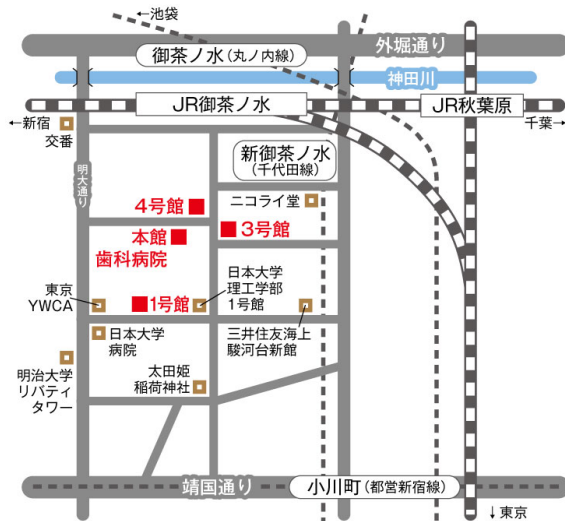 ←池袋
外堀通り
御茶ノ水(丸ノ内線)
神田川
JR御茶ノ水
JR秋葉原
←新宿
千葉→
交番
明大通り
新御茶ノ水
(千代田線)
4号館
ニコライ堂
3号館
本館
歯科病院
東京
YWCA
1号館
日本大学
理工学部
1号館
日本大学
病院
三井住友海上
駿河台新館
明治大学
リバティ
タワー
太田姫
稲荷神社
靖国通り
小川町(都営新宿線)
↓東京